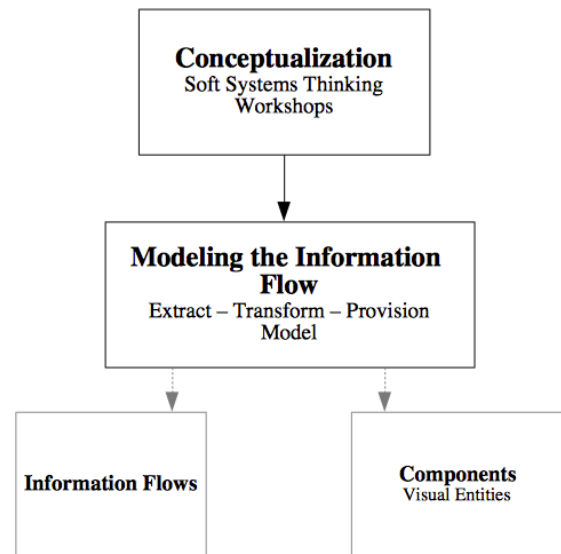 Conceptualization
Soft Systems Thinking
Workshops
Modeling the Information
Flow
Extract – Transform – Provision
Model
Information Flows
Components
Visual Entities